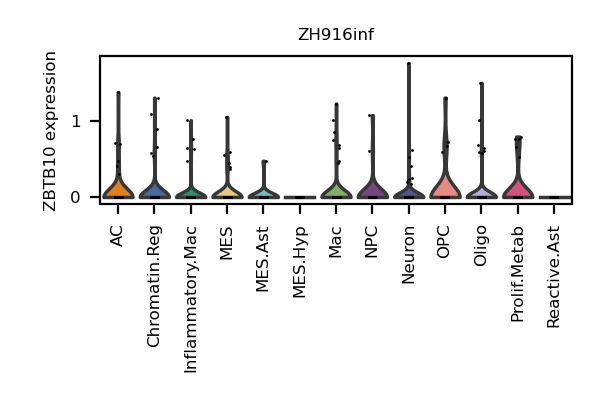 ZH916inf
ZBTB10 expression
1
0
AC
Chromatin.Reg
Inflammatory.Mac
MES
MES.Ast
MES.Hyp
Mac
NPC
Neuron
OPC
Oligo
Prolif.Metab
Reactive.Ast